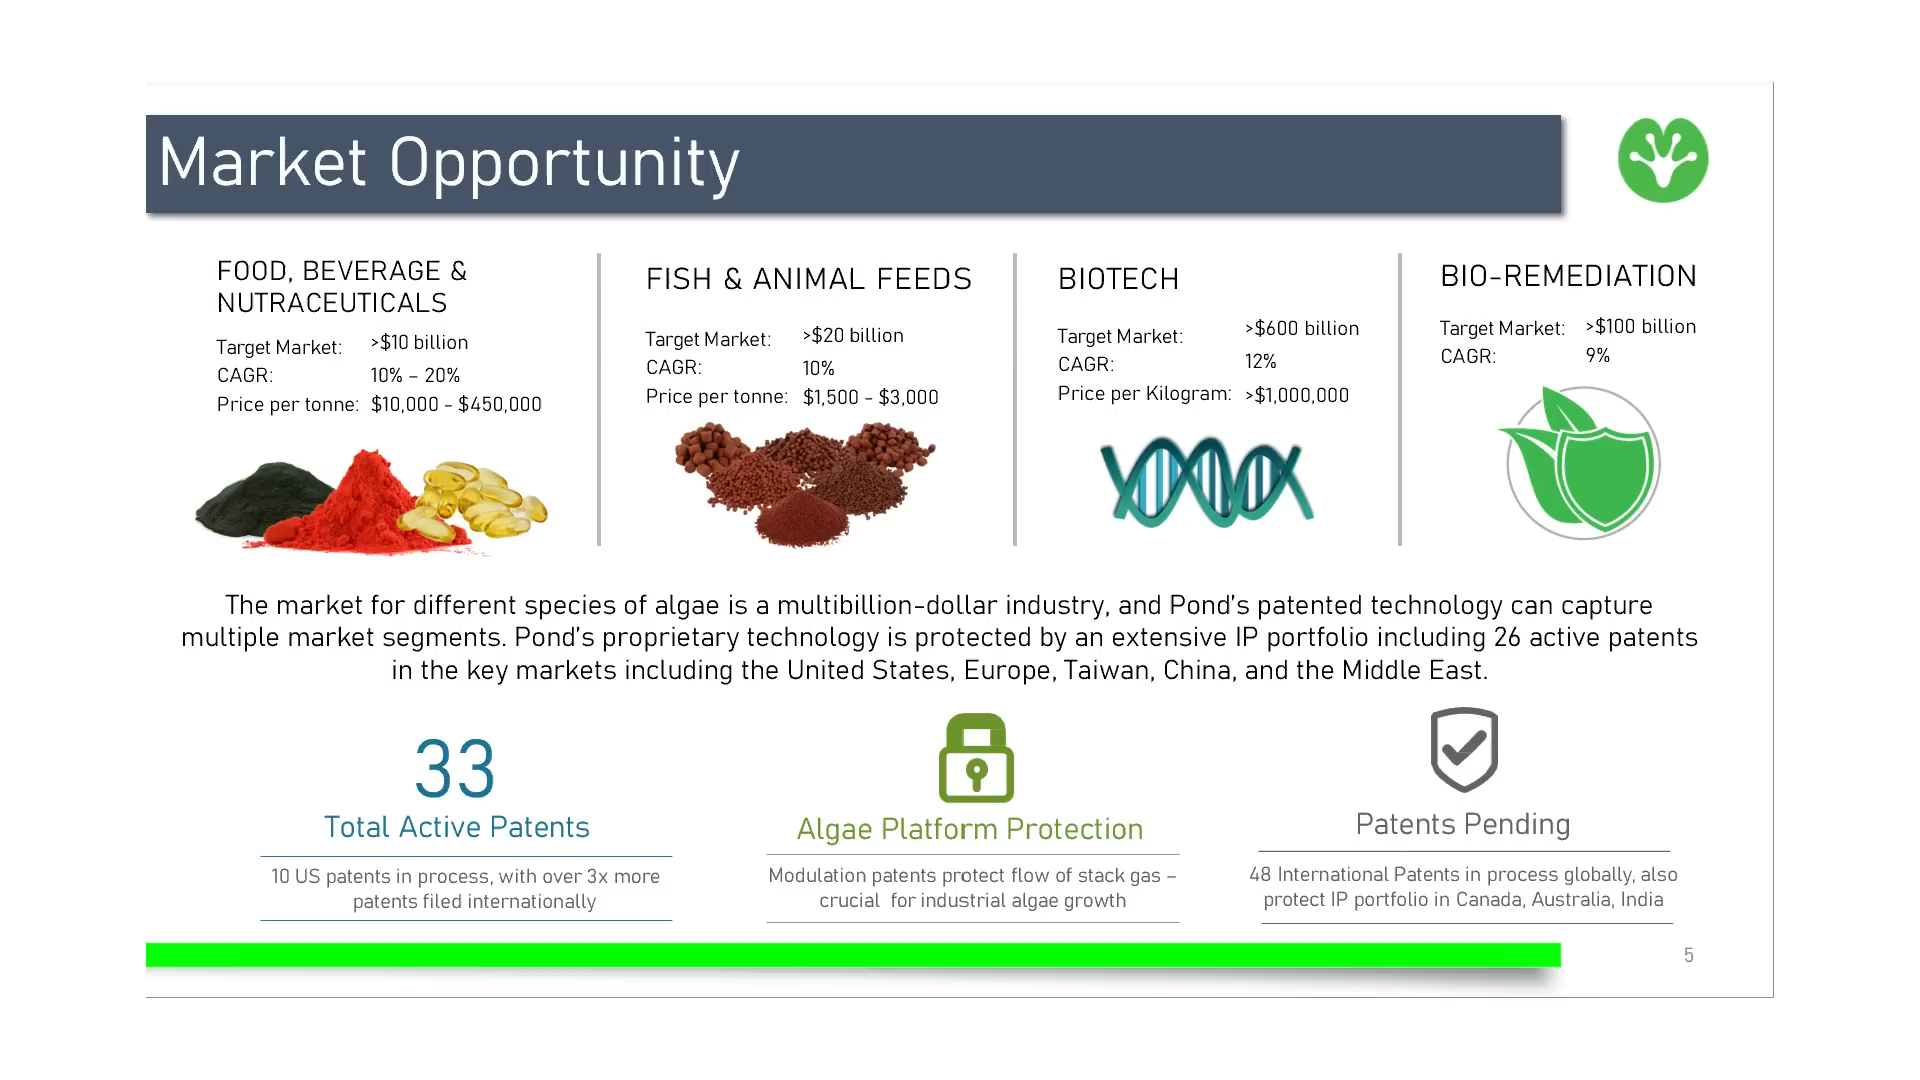 Market Opportunity
FOOD, BEVERAGE &
NUTRACEUTICALS
Target Market: >$10 billion
CAGR: 10% – 20%
Price per tonne: $10,000 - $450,000
FISH & ANIMAL FEEDS
Target Market: >$20 billion
CAGR: 10%
Price per tonne: $1,500 - $3,000
BIOTECH
Target Market: >$600 billion
CAGR: 12%
Price per Kilogram: >$1,000,000
BIO-REMEDIATION
Target Market: >$100 billion
CAGR: 9%
The market for different species of algae is a multibillion-dollar industry, and Pond’s patented technology can capture
multiple market segments. Pond’s proprietary technology is protected by an extensive IP portfolio including 26 active patents
in the key markets including the United States, Europe, Taiwan, China, and the Middle East.
33
Total Active Patents
10 US patents in process, with over 3x more
patents filed internationally
Algae Platform Protection
Modulation patents protect flow of stack gas –
crucial for industrial algae growth
Patents Pending
48 International Patents in process globally, also
protect IP portfolio in Canada, Australia, India
5